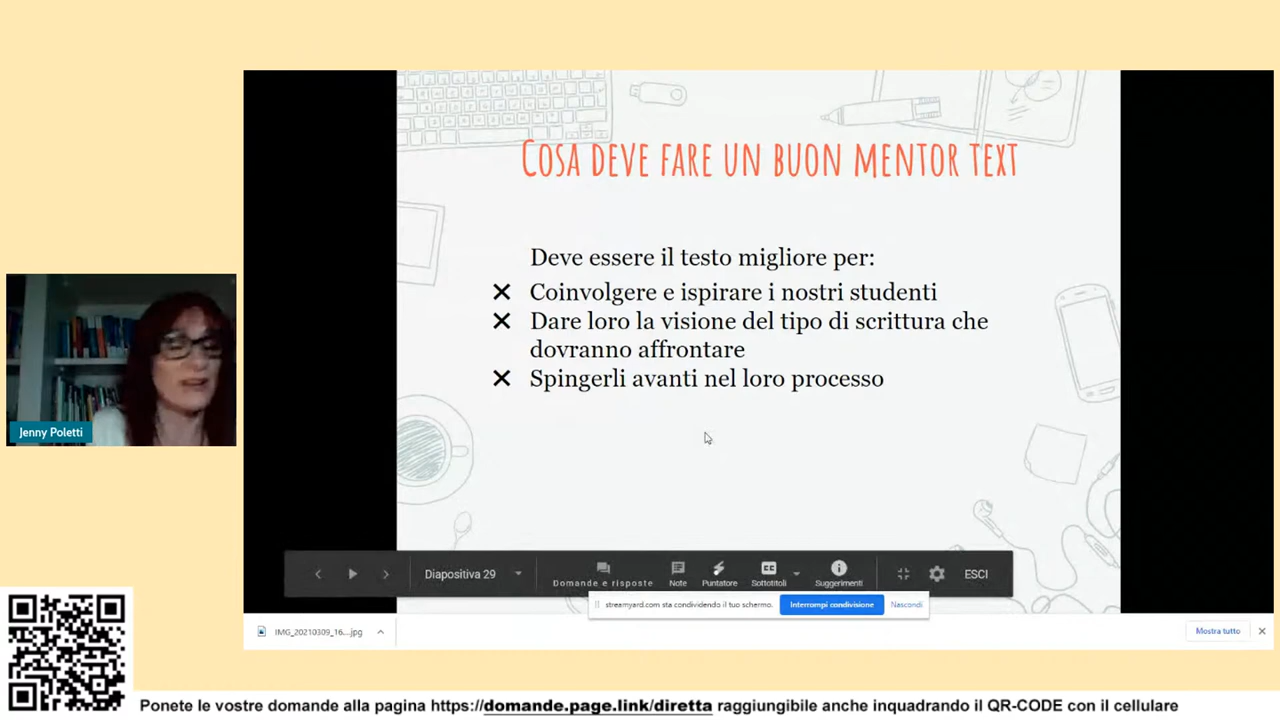 Cosa deve fare un buon mentor text
Deve essere il testo migliore per:
✕ Coinvolgere e ispirare i nostri studenti
✕ Dare loro la visione del tipo di scrittura che
dovranno affrontare
✕ Spingerli avanti nel loro processo
Jenny Poletti
Diapositiva 29
Domande e risposte
Note
Puntatore
Sottotitoli
Suggerimenti
ESCI
streamyard.com sta condividendo il tuo schermo.
Interrompi condivisione
Nascondi
IMG_20210309_16....jpg
Mostra tutto
Ponete le vostre domande alla pagina https://domande.page.link/diretta raggiungibile anche inquadrando il QR-CODE con il cellulare